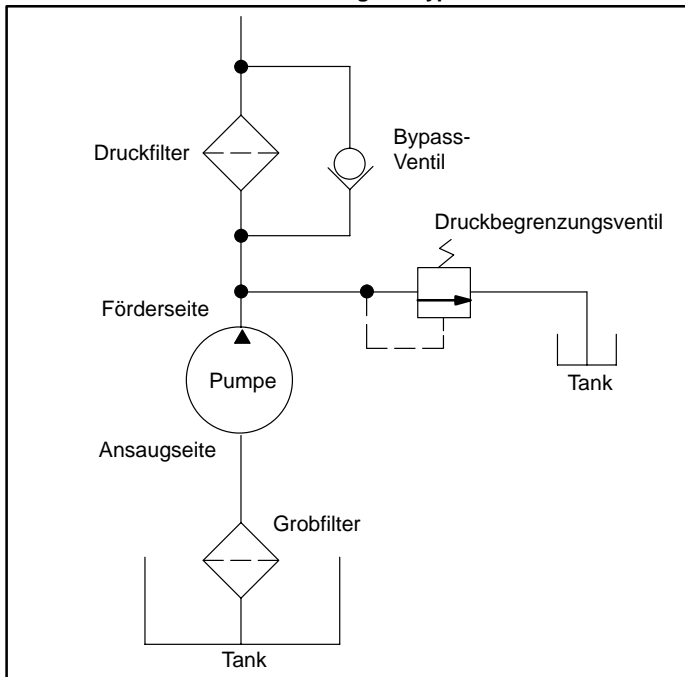 Druckfilter
Bypass-
Ventil
Druckbegrenzungsventil
Förderseite
Pumpe
Tank
Ansaugseite
Grobfilter
Tank